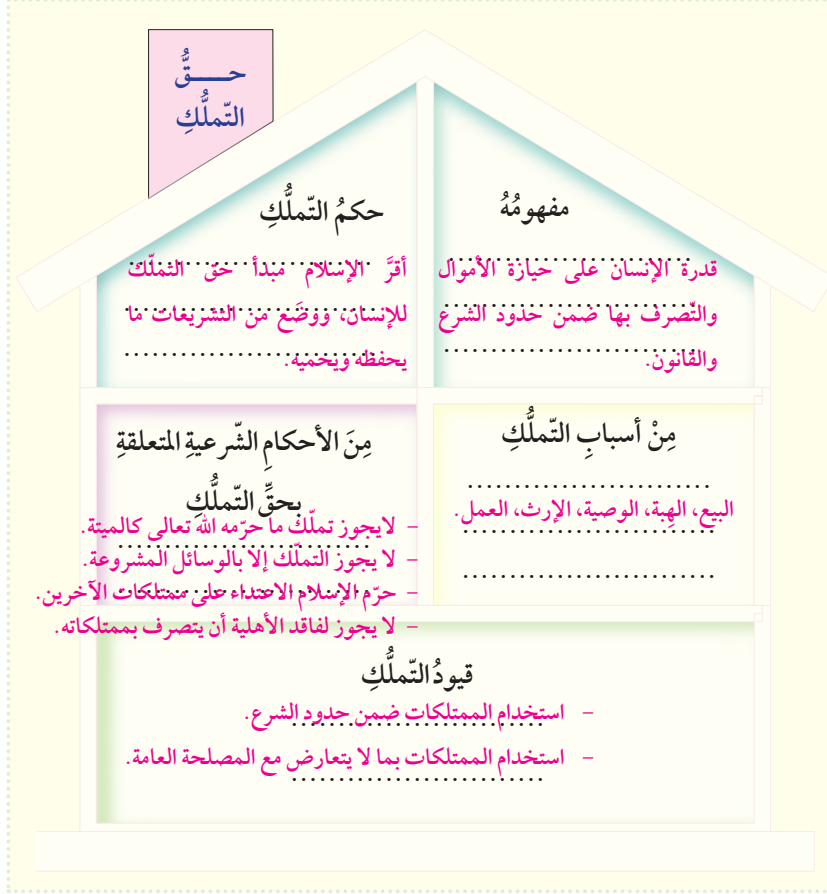 حـــــقُّ
التّملُّكِ
مفهومُهُ
قدرة الإنسان على حيازة الأموال
والتّصرف بها ضمن حدود الشرع
والقانون.
حكمُ التّملُّكِ
أقرَّ الإسلام مبدأ حق التملّك
للإنسان، ووضَع من التشريعات ما
يحفظه ويحميه.
مِنْ أسبابِ التّملُّكِ
البيع، الهِبة، الوصية، الإرث، العمل.
مِنَ الأحكامِ الشّرعيةِ المتعلقةِ
بحقِّ التّملُّكِ
– لايجوز تملّك ما حرّمه الله تعالى كالميتة.
– لا يجوز التملّك إلا بالوسائل المشروعة.
– حرّم الإسلام الاعتداء على ممتلكات الآخرين.
– لا يجوز لفاقد الأهلية أن يتصرف بممتلكاته.
قيودُ التّملُّكِ
– استخدام الممتلكات ضمن حدود الشرع.
– استخدام الممتلكات بما لا يتعارض مع المصلحة العامة.